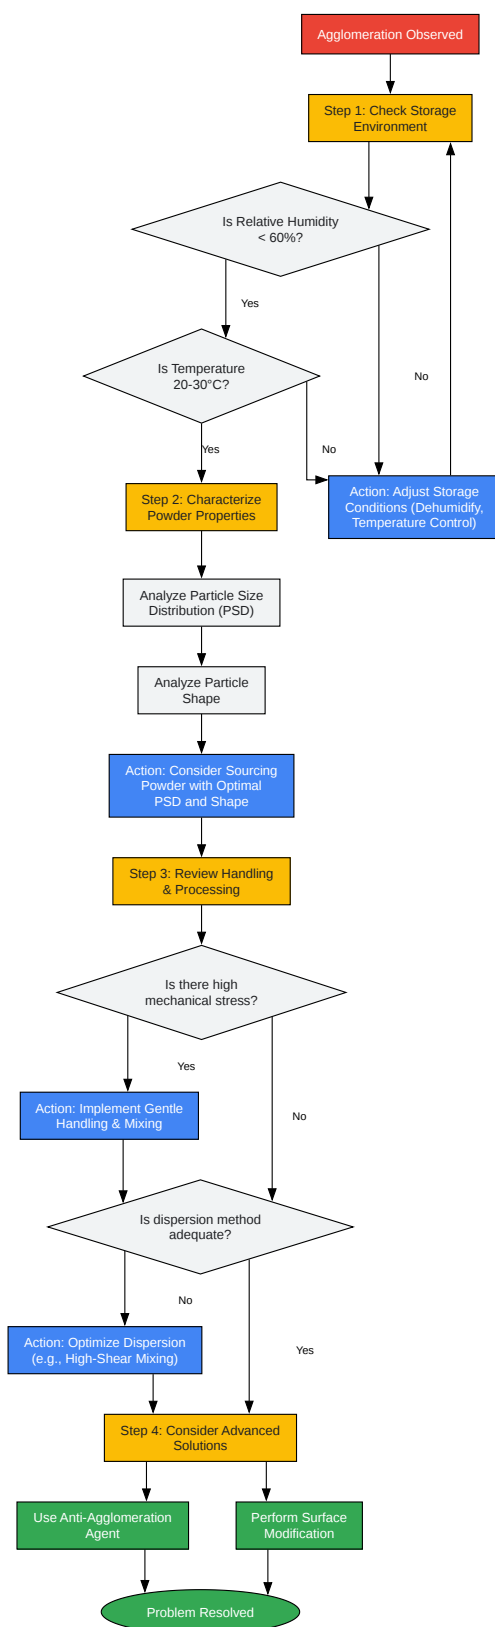 Agglomeration Observed
Step 1: Check Storage
Environment
Is Relative Humidity
< 60%?
Yes
Is Temperature
20-30°C?
No
Yes
No
Step 2: Characterize
Powder Properties
Action: Adjust Storage
Conditions (Dehumidify,
Temperature Control)
Analyze Particle Size
Distribution (PSD)
Analyze Particle
Shape
Action: Consider Sourcing
Powder with Optimal
PSD and Shape
Step 3: Review Handling
& Processing
Is there high
mechanical stress?
Yes
Action: Implement Gentle
Handling & Mixing
No
Is dispersion method
adequate?
No
Action: Optimize Dispersion
(e.g., High-Shear Mixing)
Yes
Step 4: Consider Advanced
Solutions
Use Anti-Agglomeration
Agent
Perform Surface
Modification
Problem Resolved